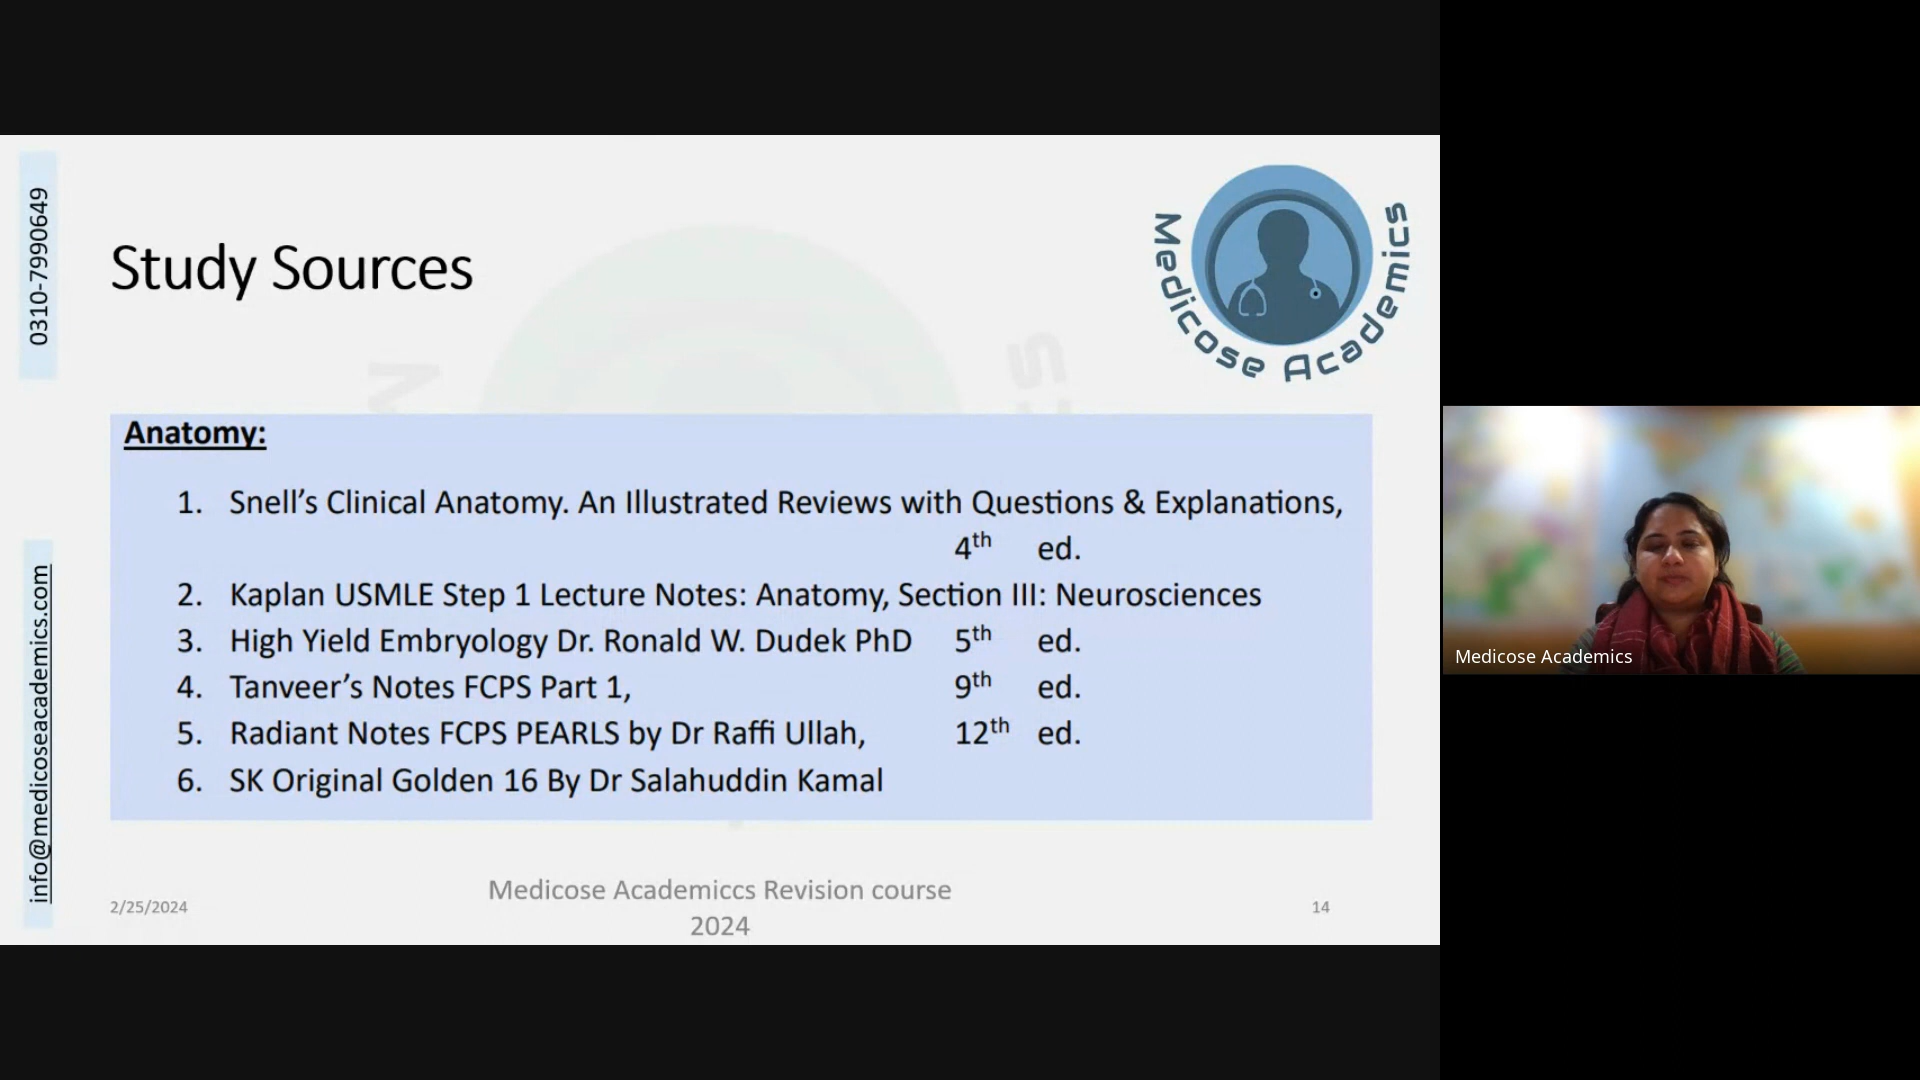 0310-7990649
Study Sources
Medicose Academics
Anatomy:
1. Snell’s Clinical Anatomy. An Illustrated Reviews with Questions & Explanations,
4th ed.
2. Kaplan USMLE Step 1 Lecture Notes: Anatomy, Section III: Neurosciences
3. High Yield Embryology Dr. Ronald W. Dudek PhD 5th ed.
4. Tanveer’s Notes FCPS Part 1, 9th ed.
5. Radiant Notes FCPS PEARLS by Dr Raffi Ullah, 12th ed.
6. SK Original Golden 16 By Dr Salahuddin Kamal
info@medicoseacademics.com
2/25/2024
Medicose Academiccs Revision course
2024
14
Medicose Academics